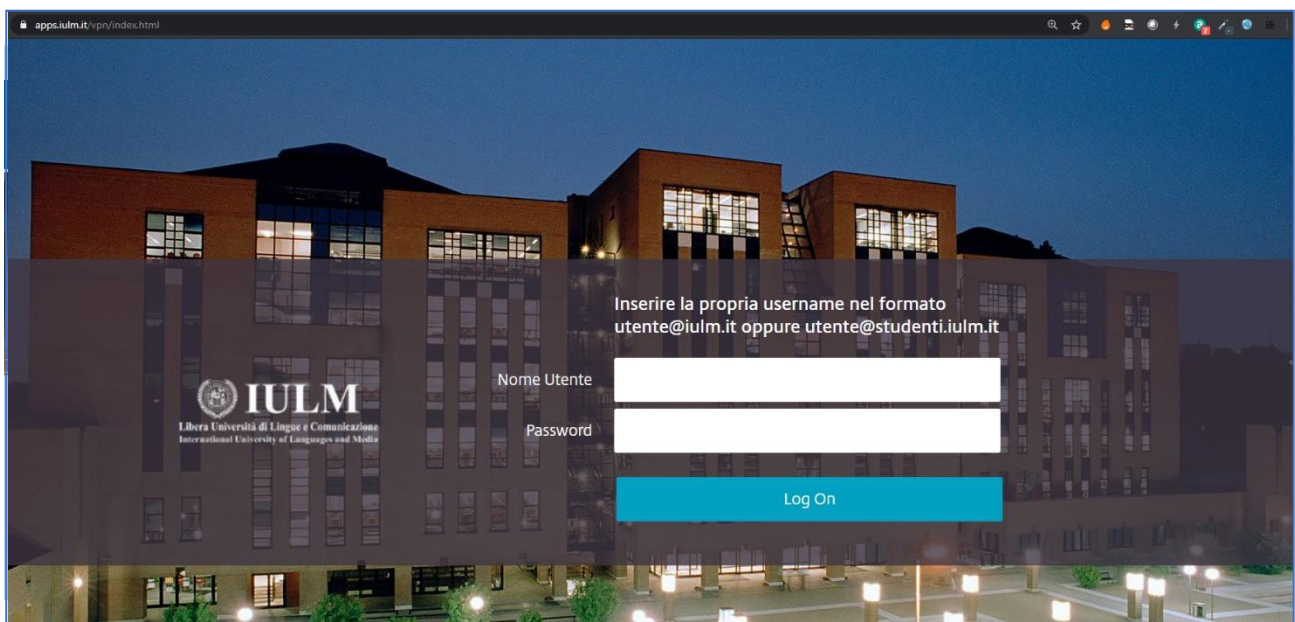 apps.iulm.it/vpn/index.html
Inserire la propria username nel formato
utente@iulm.it oppure utente@studenti.iulm.it
Nome Utente
IULM
Libera Università di Lingue e Comunicazione
International University of Languages and Media
Password
Log On